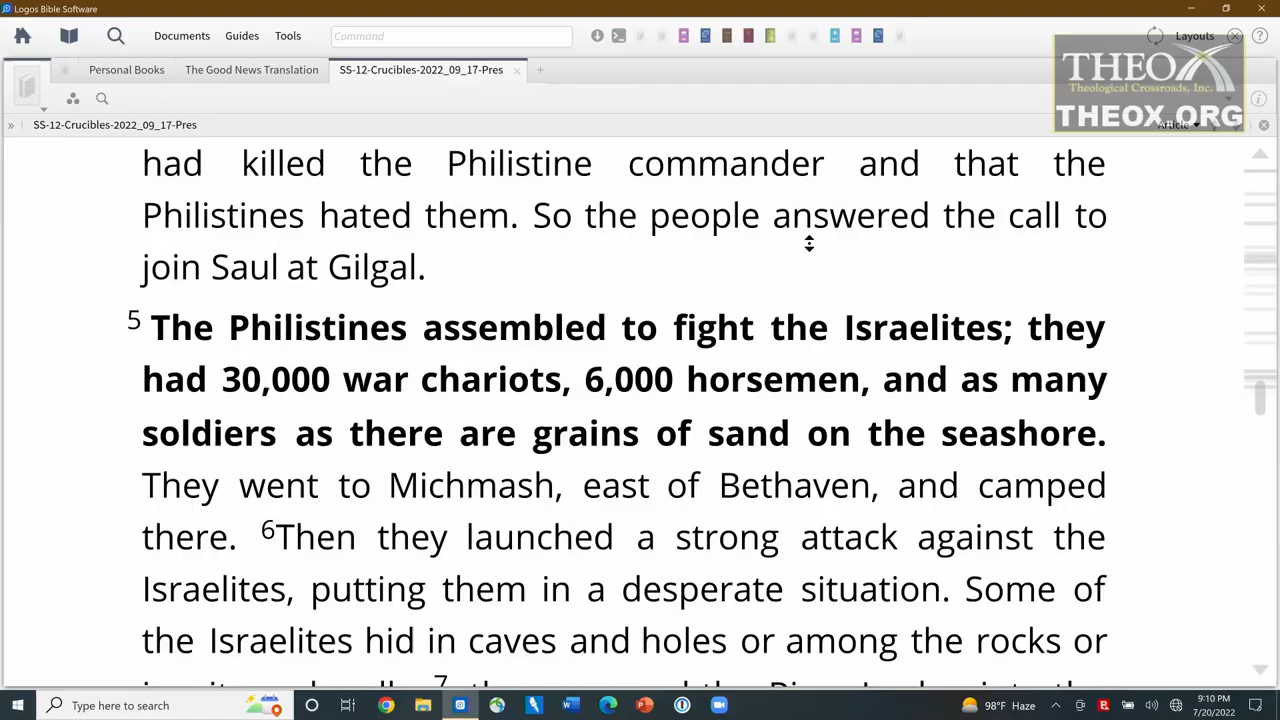 Logos Bible Software
Documents Guides Tools Command Layouts
Personal Books The Good News Translation SS-12-Crucibles-2022_09_17-Pres
THEOX
Theological Crossroads, Inc.
THEOX.ORG
SS-12-Crucibles-2022_09_17-Pres Article
had killed the Philistine commander and that the
Philistines hated them. So the people answered the call to
join Saul at Gilgal.
5 The Philistines assembled to fight the Israelites; they
had 30,000 war chariots, 6,000 horsemen, and as many
soldiers as there are grains of sand on the seashore.
They went to Michmash, east of Bethaven, and camped
there. 6Then they launched a strong attack against the
Israelites, putting them in a desperate situation. Some of
the Israelites hid in caves and holes or among the rocks or
7
Type here to search 98°F Haze 9:10 PM
7/20/2022